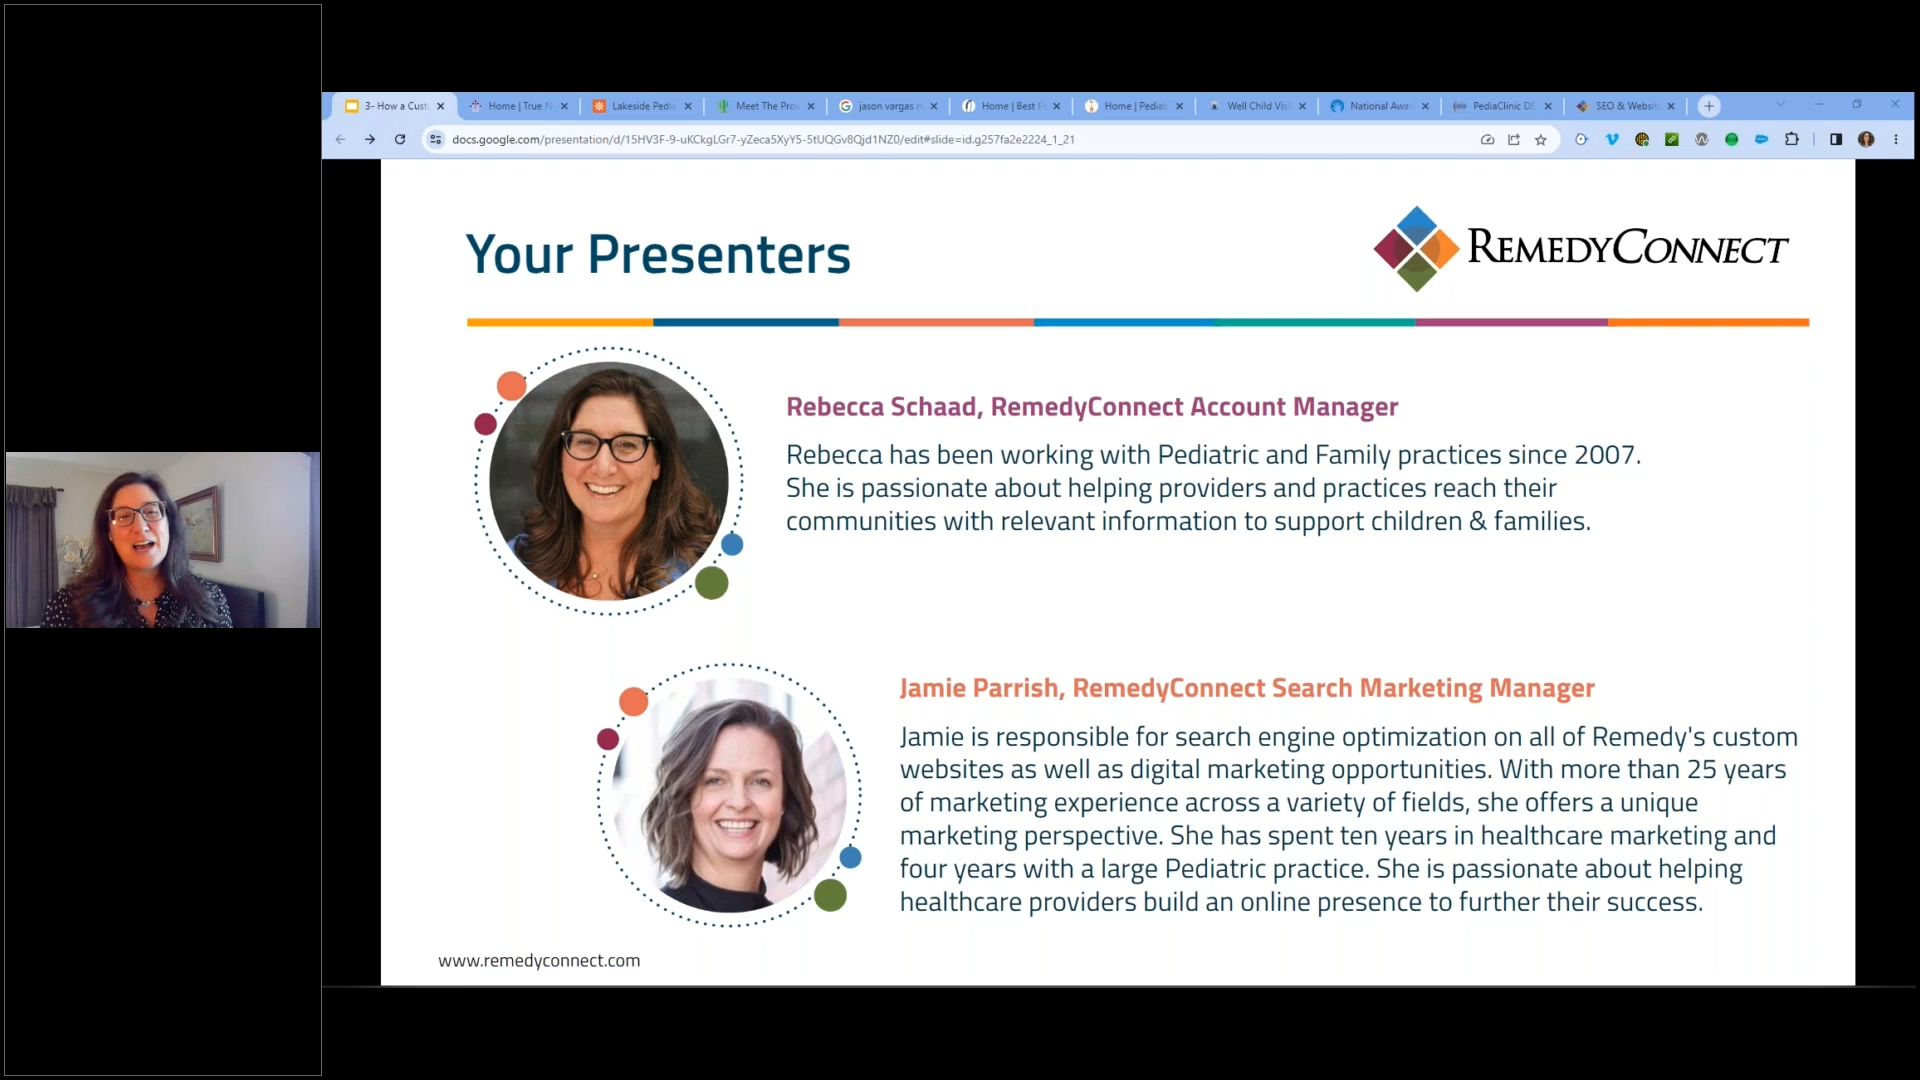 3- How a Cust
Home | True N
Lakeside Pedia
Meet The Prov
jason vargas m
Home | Best P
Home | Pediat
Well Child Visi
National Awar
PediaClinic DE
SEO & Website
docs.google.com/presentation/d/15HV3F-9-uKCkgLGr7-yZeca5XyY5-5tUQGv8Qjd1NZ0/edit#slide=id.g257fa2e2224_1_21
Your Presenters
REMEDYCONNECT
Rebecca Schaad, RemedyConnect Account Manager
Rebecca has been working with Pediatric and Family practices since 2007.
She is passionate about helping providers and practices reach their
communities with relevant information to support children & families.
Jamie Parrish, RemedyConnect Search Marketing Manager
Jamie is responsible for search engine optimization on all of Remedy's custom
websites as well as digital marketing opportunities. With more than 25 years
of marketing experience across a variety of fields, she offers a unique
marketing perspective. She has spent ten years in healthcare marketing and
four years with a large Pediatric practice. She is passionate about helping
healthcare providers build an online presence to further their success.
www.remedyconnect.com